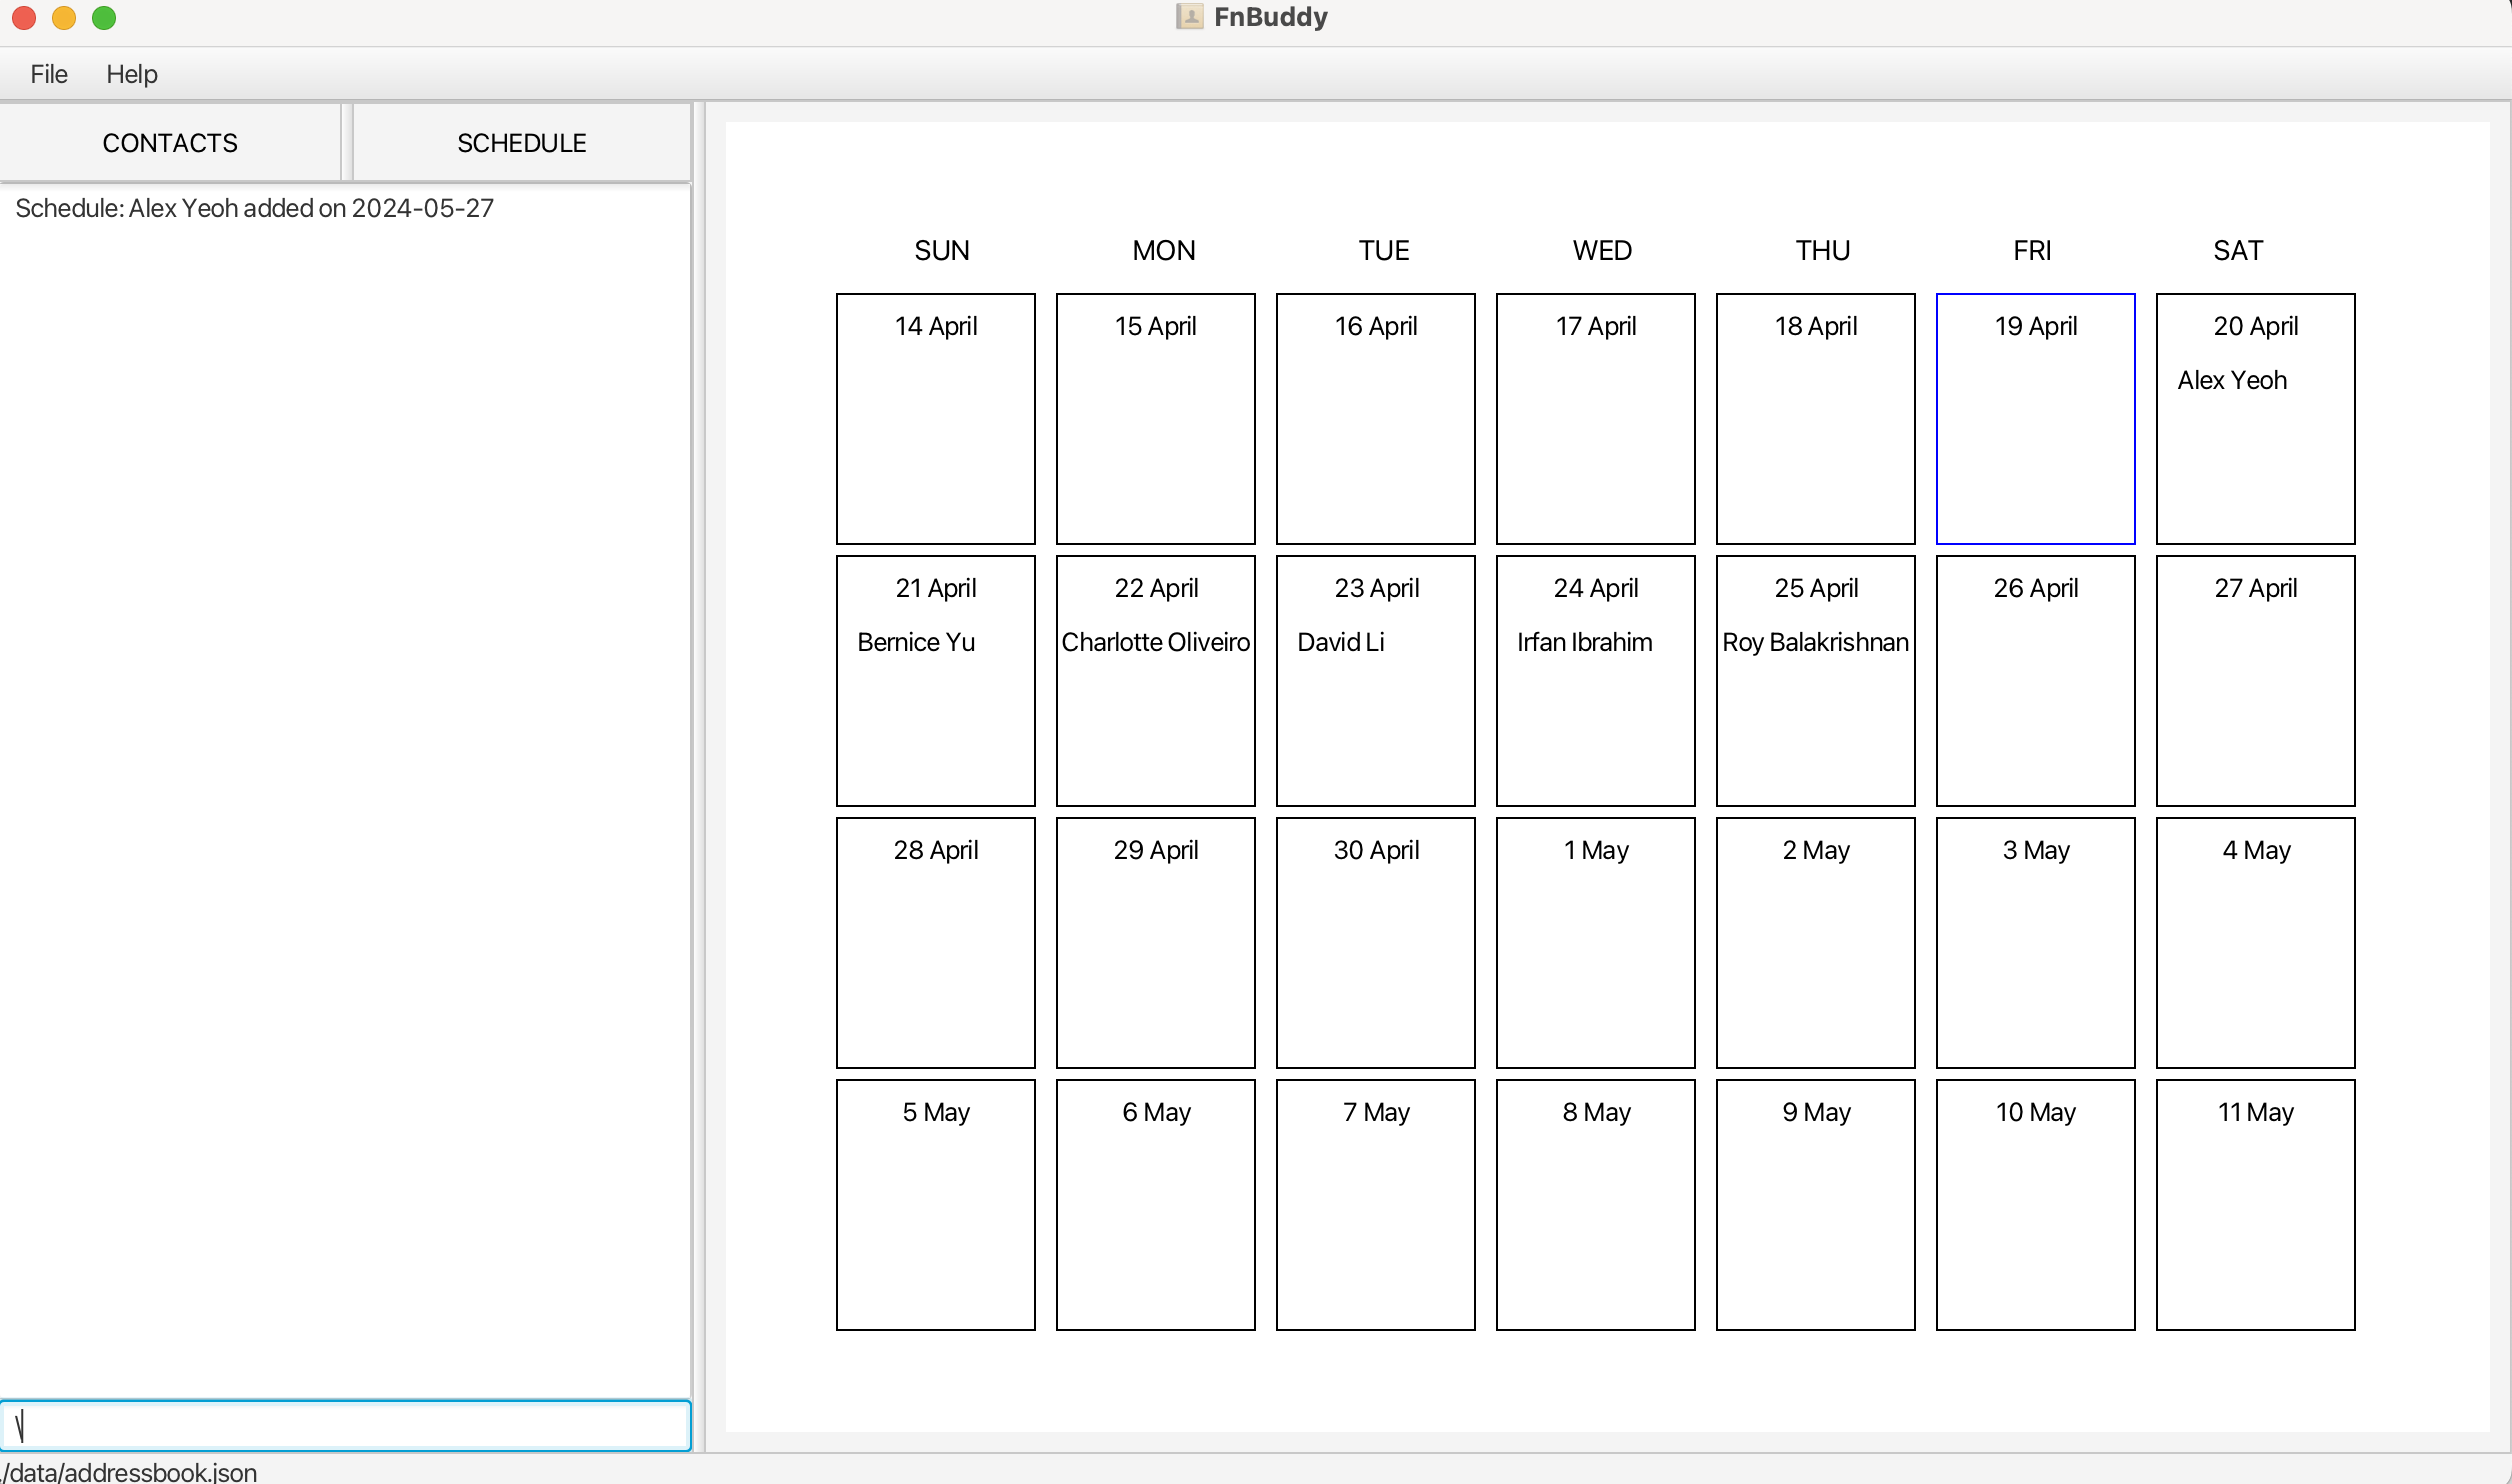 FnBuddy
File Help
CONTACTS SCHEDULE
Schedule: Alex Yeoh added on 2024-05-27
\
./data/addressbook.json
SUN MON TUE WED THU FRI SAT
14 April 15 April 16 April 17 April 18 April 19 April 20 April
Alex Yeoh
21 April 22 April 23 April 24 April 25 April 26 April 27 April
Bernice Yu Charlotte Oliveiro David Li Irfan Ibrahim Roy Balakrishnan
28 April 29 April 30 April 1 May 2 May 3 May 4 May
5 May 6 May 7 May 8 May 9 May 10 May 11 May